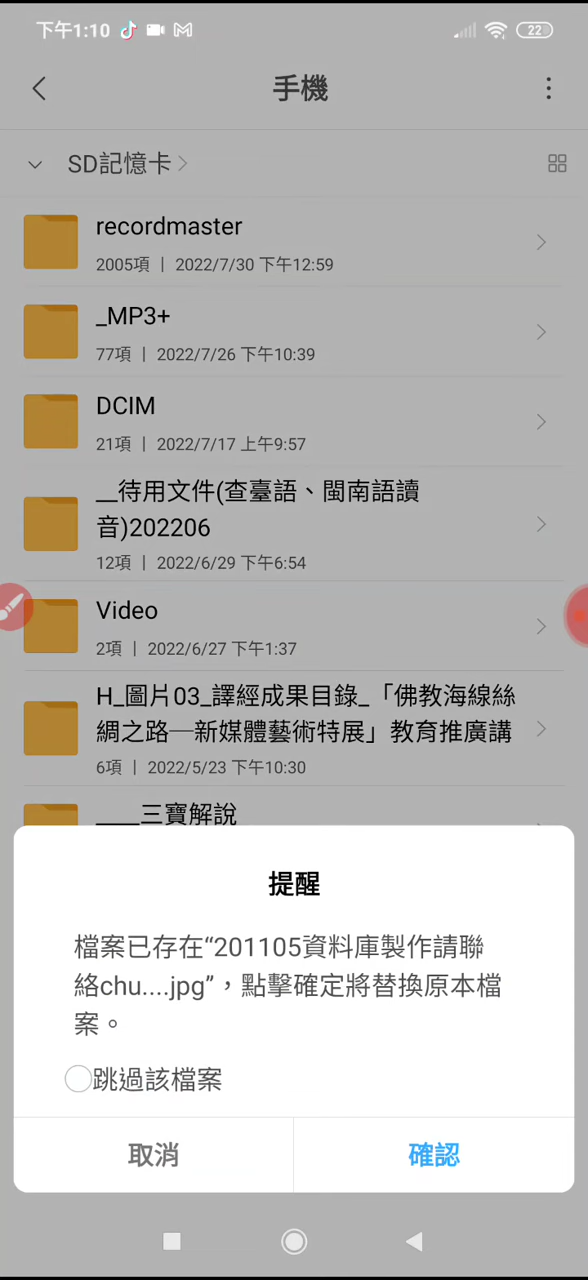 下午1:10
22
手機
SD記憶卡
recordmaster
2005項 | 2022/7/30 下午12:59
_MP3+
77項 | 2022/7/26 下午10:39
DCIM
21項 | 2022/7/17 上午9:57
__待用文件(查臺語、閩南語讀
音)202206
12項 | 2022/6/29 下午6:54
Video
2項 | 2022/6/27 下午1:37
H_圖片03_譯經成果目錄_「佛教海線絲
綢之路─新媒體藝術特展」教育推廣講
6項 | 2022/5/23 下午10:30
____三寶解說
提醒
檔案已存在“201105資料庫製作請聯
絡chu....jpg”，點擊確定將替換原本檔
案。
跳過該檔案
取消
確認